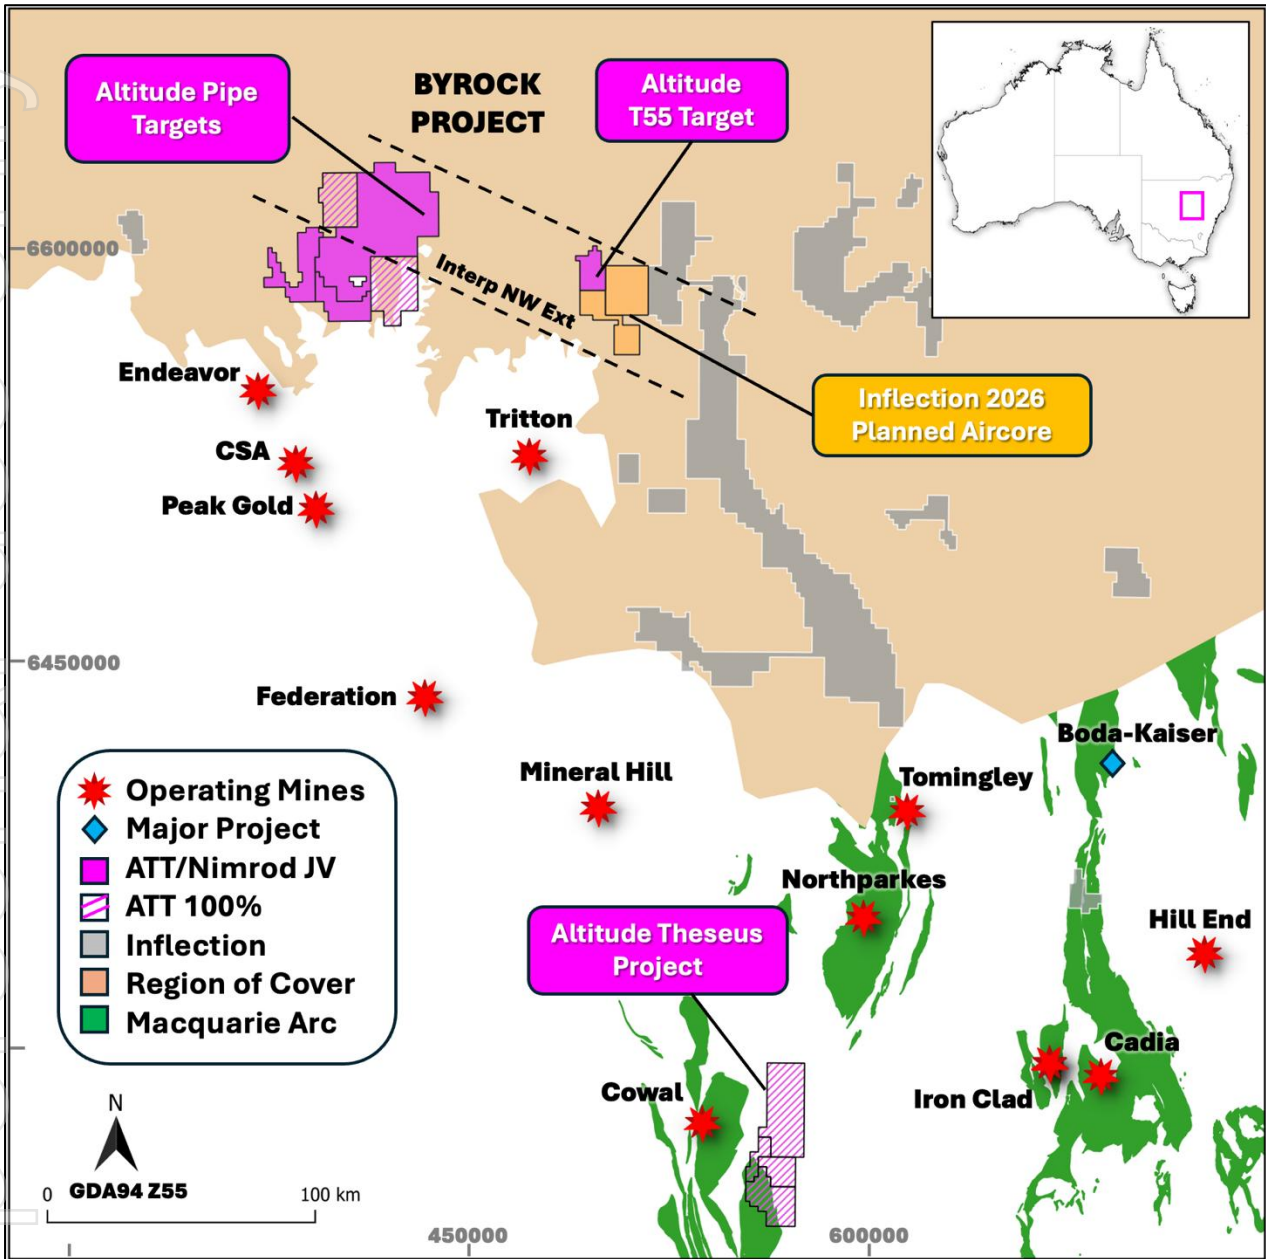 Altitude Pipe
Targets
BYROCK
PROJECT
Altitude
T55 Target
6600000
Interp NW Ext
Endeavor
CSA
Peak Gold
Tritton
Inflection 2026
Planned Aircore
6450000
Federation
Mineral Hill
Boda-Kaiser
Tomingley
Northparkes
Hill End
Altitude Theseus
Project
Cadia
Iron Clad
Cowal
Operating Mines
Major Project
ATT/Nimrod JV
ATT 100%
Inflection
Region of Cover
Macquarie Arc
N
GDA94 Z55
0
100 km
450000
600000